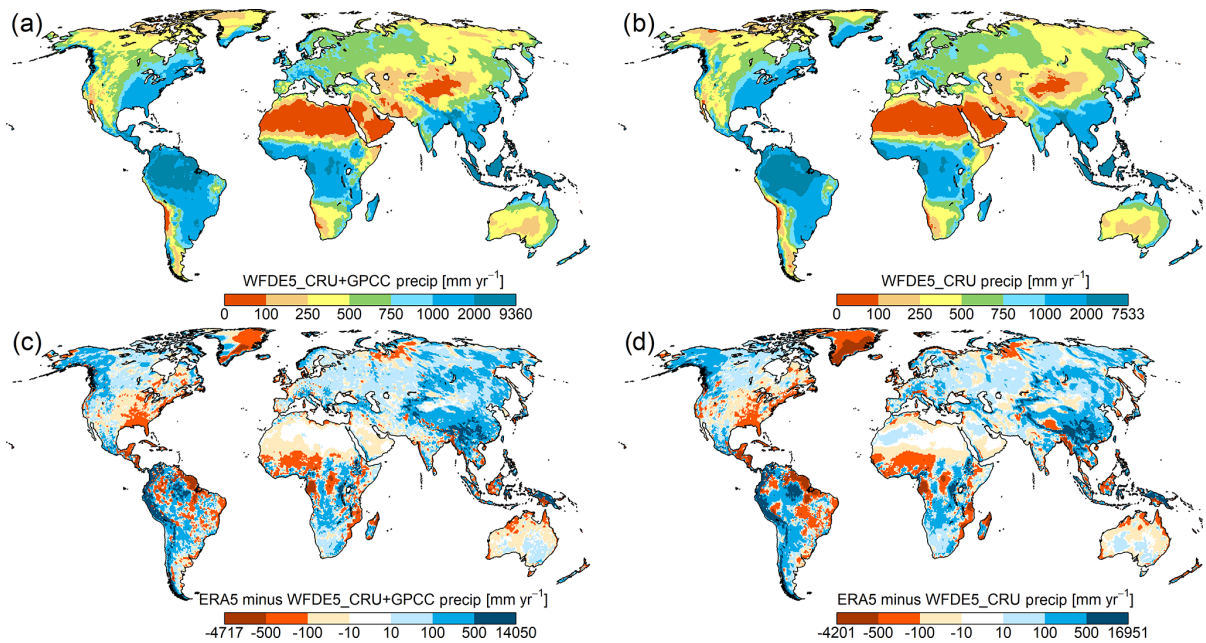 (a)
WFDE5_CRU+GPCC precip [mm yr⁻¹]
0 100 250 500 750 1000 2000 9360
(b)
WFDE5_CRU precip [mm yr⁻¹]
0 100 250 500 750 1000 2000 7533
(c)
ERA5 minus WFDE5_CRU+GPCC precip [mm yr⁻¹]
-4717 -500 -100 -10 10 100 500 14050
(d)
ERA5 minus WFDE5_CRU precip [mm yr⁻¹]
-4201 -500 -100 -10 10 100 500 16951